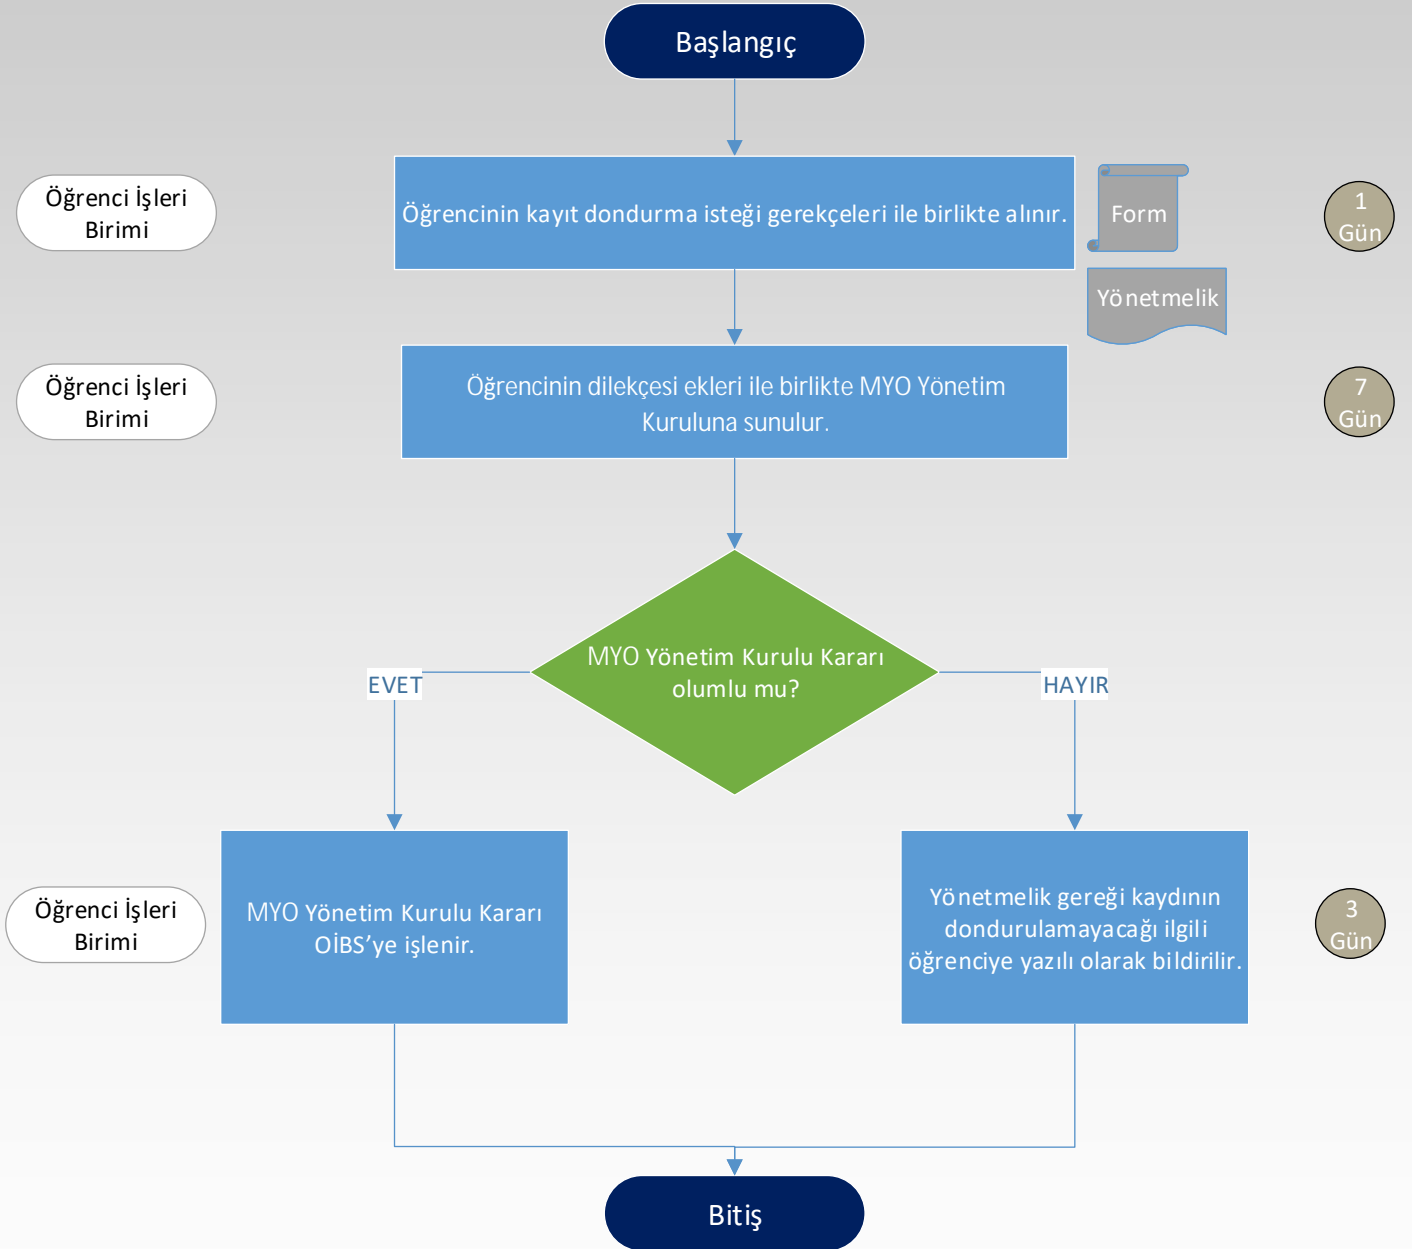 Başlangıç
Öğrenci İşleri
Birimi
Öğrencinin kayıt dondurma isteği gerekçeleri ile birlikte alınır.
Form
1
Gün
Yönetmelik
Öğrenci İşleri
Birimi
Öğrencinin dilekçesi ekleri ile birlikte MYO Yönetim
Kuruluna sunulur.
7
Gün
MYO Yönetim Kurulu Kararı
olumlu mu?
EVET
HAYIR
Öğrenci İşleri
Birimi
MYO Yönetim Kurulu Kararı
OİBS’ye işlenir.
Yönetmelik gereği kaydının
dondurulamayacağı ilgili
öğrenciye yazılı olarak bildirilir.
3
Gün
Bitiş